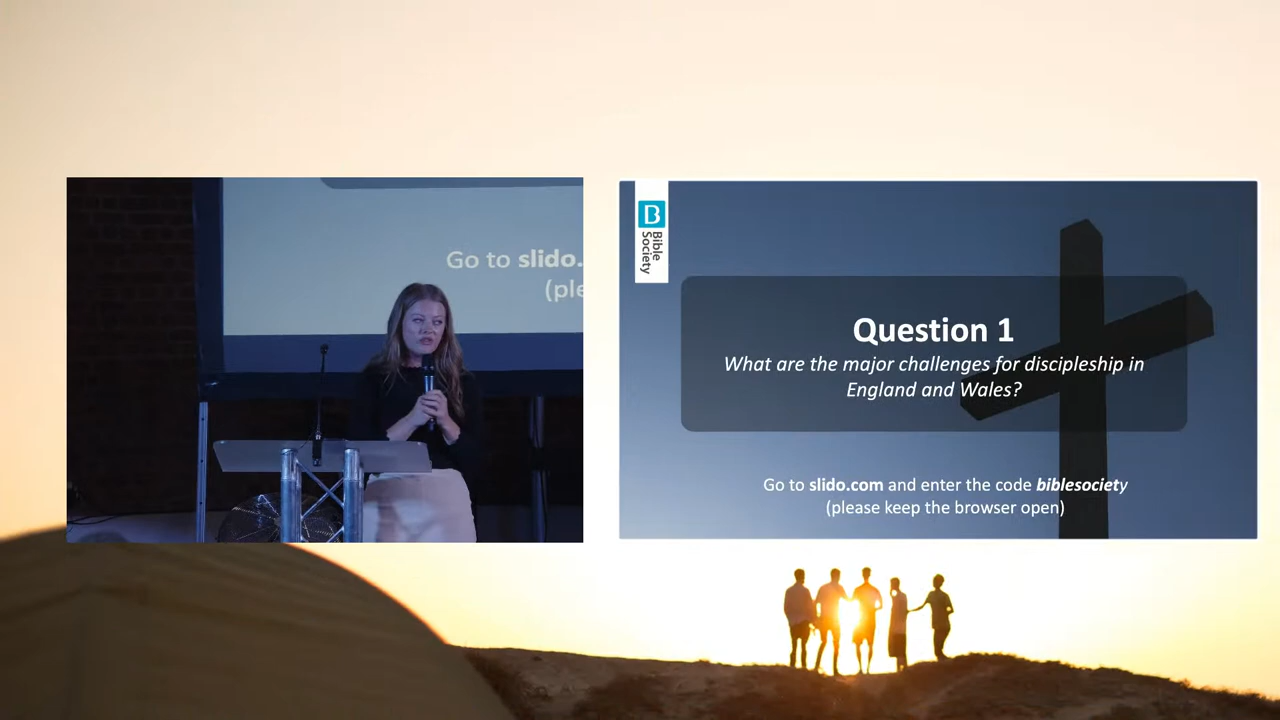 Go to slido.
(ple
B
Bible
Society
Question 1
What are the major challenges for discipleship in
England and Wales?
Go to slido.com and enter the code biblesociety
(please keep the browser open)